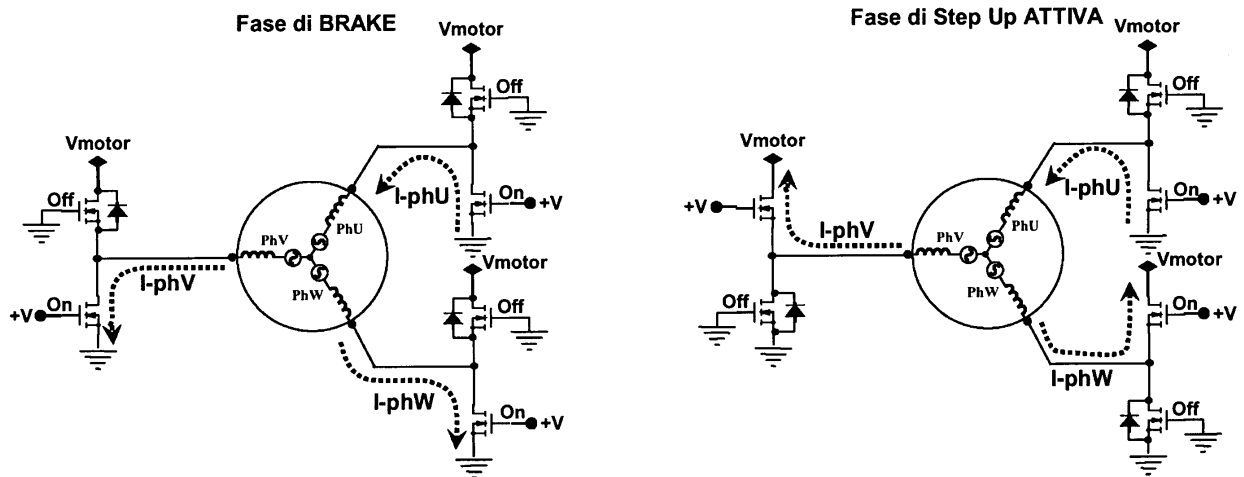 Fase di BRAKE
Vmotor
Off
Vmotor
Off
I-phU
On
+V
PhV
PhU
I-phV
PhW
Vmotor
+V
On
Off
I-phW
On
+V
Fase di Step Up ATTIVA
Vmotor
Off
Vmotor
+V
I-phU
On
+V
I-phV
PhV
PhU
Vmotor
PhW
Off
On
+V
I-phW
Off